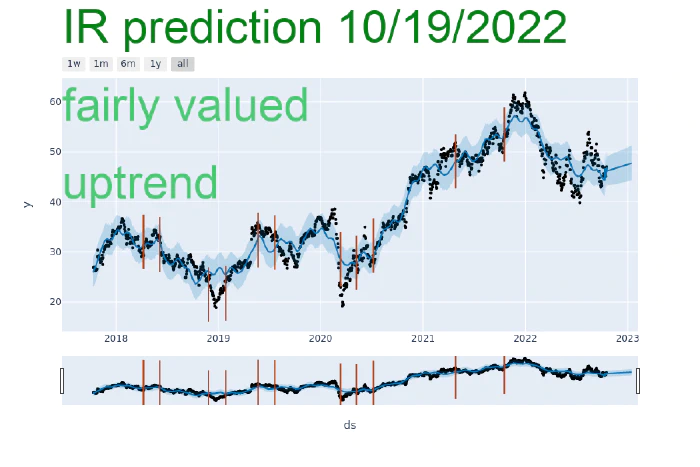 IR prediction 10/19/2022
1w 1m 6m 1y all
fairly valued
uptrend
y
60
50
40
30
20
2018 2019 2020 2021 2022 2023
ds